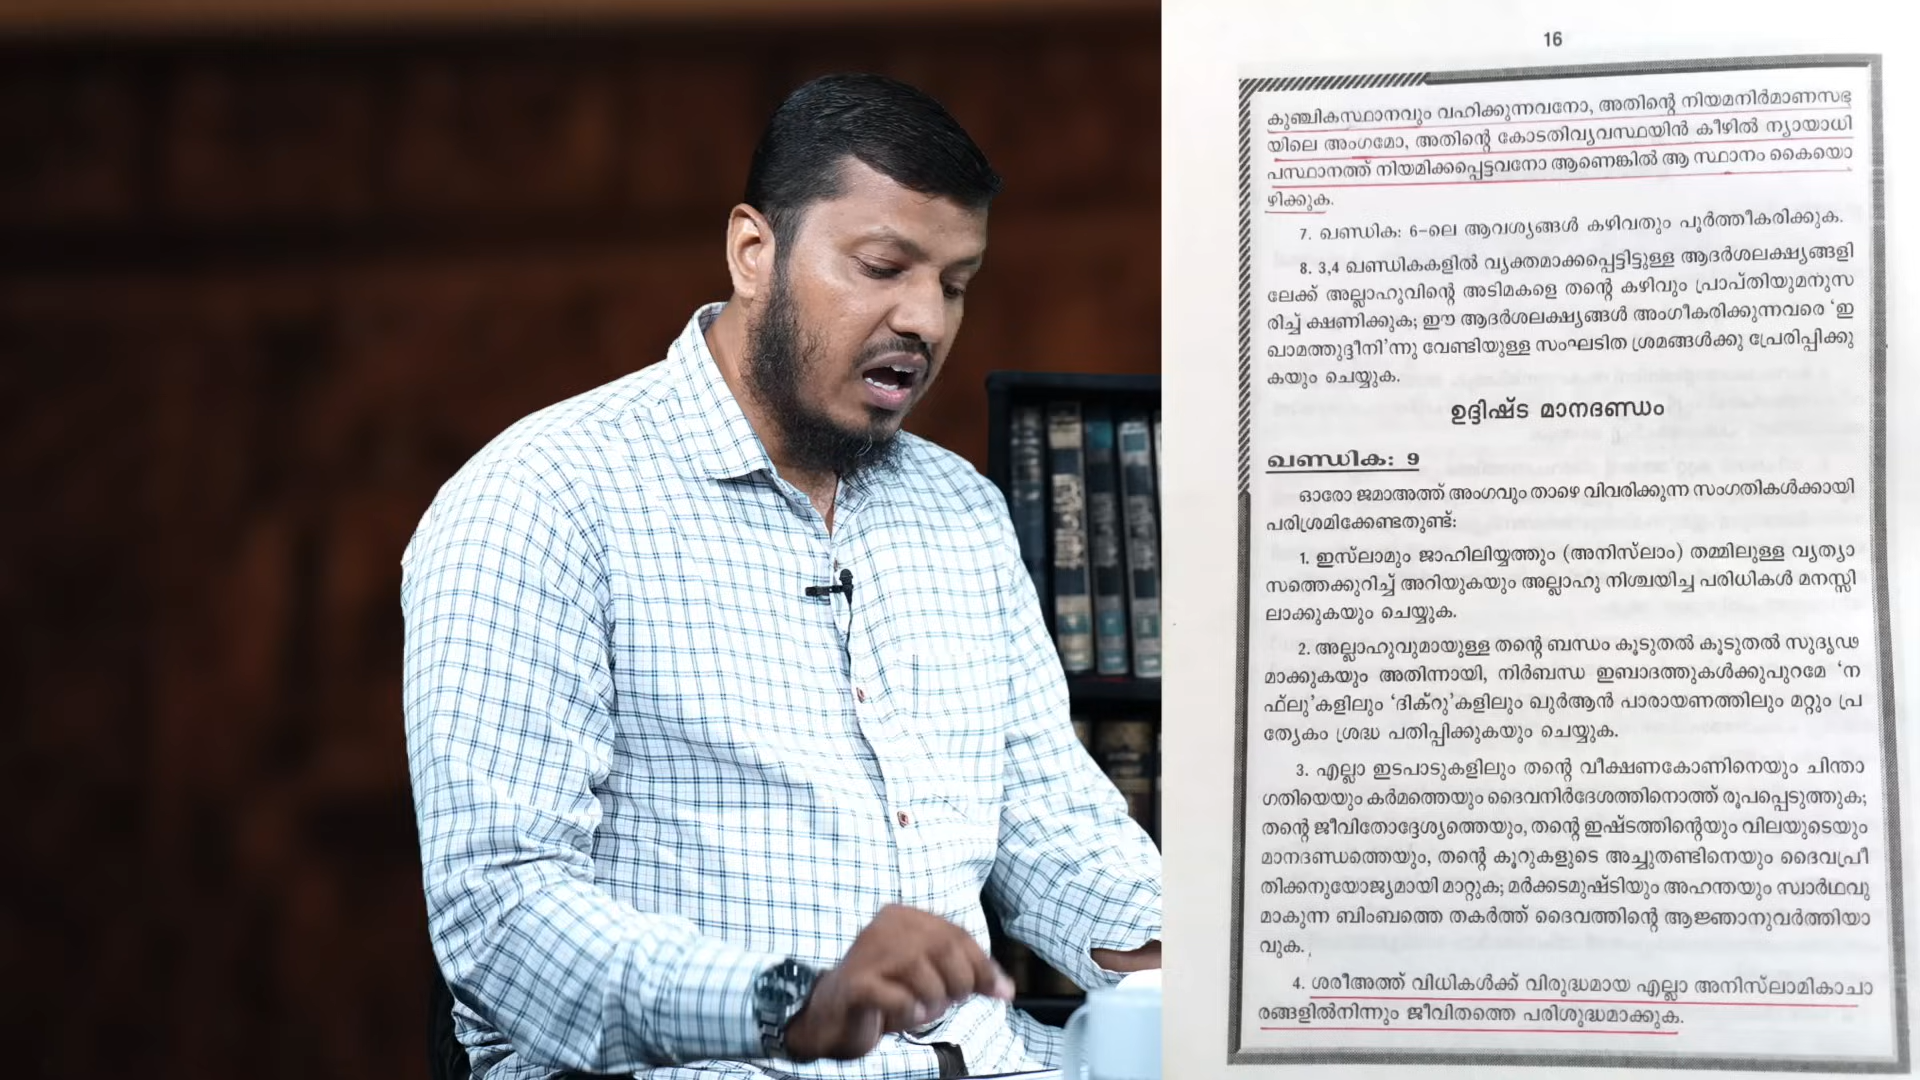 16
കുഞ്ചികസ്ഥാനവും വഹിക്കുന്നവനോ, അതിന്റെ നിയമനിർമാണസഭ
യിലെ അംഗമോ, അതിന്റെ കോടതിവ്യവസ്ഥയിൻ കീഴിൽ ന്യായാധി
പസ്ഥാനത്ത് നിയമിക്കപ്പെട്ടവനോ ആണെങ്കിൽ ആ സ്ഥാനം കൈയൊ
ഴിക്കുക.
7. ഖണ്ഡിക: 6-ലെ ആവശ്യങ്ങൾ കഴിവതും പൂർത്തീകരിക്കുക.
8. 3,4 ഖണ്ഡികകളിൽ വ്യക്തമാക്കപ്പെട്ടിട്ടുള്ള ആദർശലക്ഷ്യങ്ങളി
ലേക്ക് അല്ലാഹുവിന്റെ അടിമകളെ തന്റെ കഴിവും പ്രാപ്തിയുമനുസ
രിച്ച് ക്ഷണിക്കുക; ഈ ആദർശലക്ഷ്യങ്ങൾ അംഗീകരിക്കുന്നവരെ ‘ഇ
ഖാമത്തുദ്ദീനി’ന്നു വേണ്ടിയുള്ള സംഘടിത ശ്രമങ്ങൾക്കു പ്രേരിപ്പിക്കു
കയും ചെയ്യുക.
ഉദ്ദിഷ്ട മാനദണ്ഡം
ഖണ്ഡിക: 9
ഓരോ ജമാഅത്ത് അംഗവും താഴെ വിവരിക്കുന്ന സംഗതികൾക്കായി
പരിശ്രമിക്കേണ്ടതുണ്ട്:
1. ഇസ്‌ലാമും ജാഹിലിയ്യത്തും (അനിസ്‌ലാം) തമ്മിലുള്ള വ്യത്യാ
സത്തെക്കുറിച്ച് അറിയുകയും അല്ലാഹു നിശ്ചയിച്ച പരിധികൾ മനസ്സി
ലാക്കുകയും ചെയ്യുക.
2. അല്ലാഹുവുമായുള്ള തന്റെ ബന്ധം കൂടുതൽ കൂടുതൽ സുദൃഢ
മാക്കുകയും അതിന്നായി, നിർബന്ധ ഇബാദത്തുകൾക്കുപുറമേ ‘ന
ഫ്‌ലു’കളിലും ‘ദിക്‌റു’കളിലും ഖുർആൻ പാരായണത്തിലും മറ്റും പ്ര
ത്യേകം ശ്രദ്ധ പതിപ്പിക്കുകയും ചെയ്യുക.
3. എല്ലാ ഇടപാടുകളിലും തന്റെ വീക്ഷണകോണിനെയും ചിന്താ
ഗതിയെയും കർമത്തെയും ദൈവനിർദേശത്തിനൊത്ത് രൂപപ്പെടുത്തുക;
തന്റെ ജീവിതോദ്ദേശ്യത്തെയും, തന്റെ ഇഷ്ടത്തിന്റെയും വിലയുടെയും
മാനദണ്ഡത്തെയും, തന്റെ കൂറുകളുടെ അച്ചുതണ്ടിനെയും ദൈവപ്രീ
തിക്കനുയോജ്യമായി മാറ്റുക; മർക്കടമുഷ്ടിയും അഹന്തയും സ്വാർഥവു
മാകുന്ന ബിംബത്തെ തകർത്ത് ദൈവത്തിന്റെ ആജ്ഞാനുവർത്തിയാ
വുക.
4. ശരീഅത്ത് വിധികൾക്ക് വിരുദ്ധമായ എല്ലാ അനിസ്‌ലാമികാചാ
രങ്ങളിൽനിന്നും ജീവിതത്തെ പരിശുദ്ധമാക്കുക.